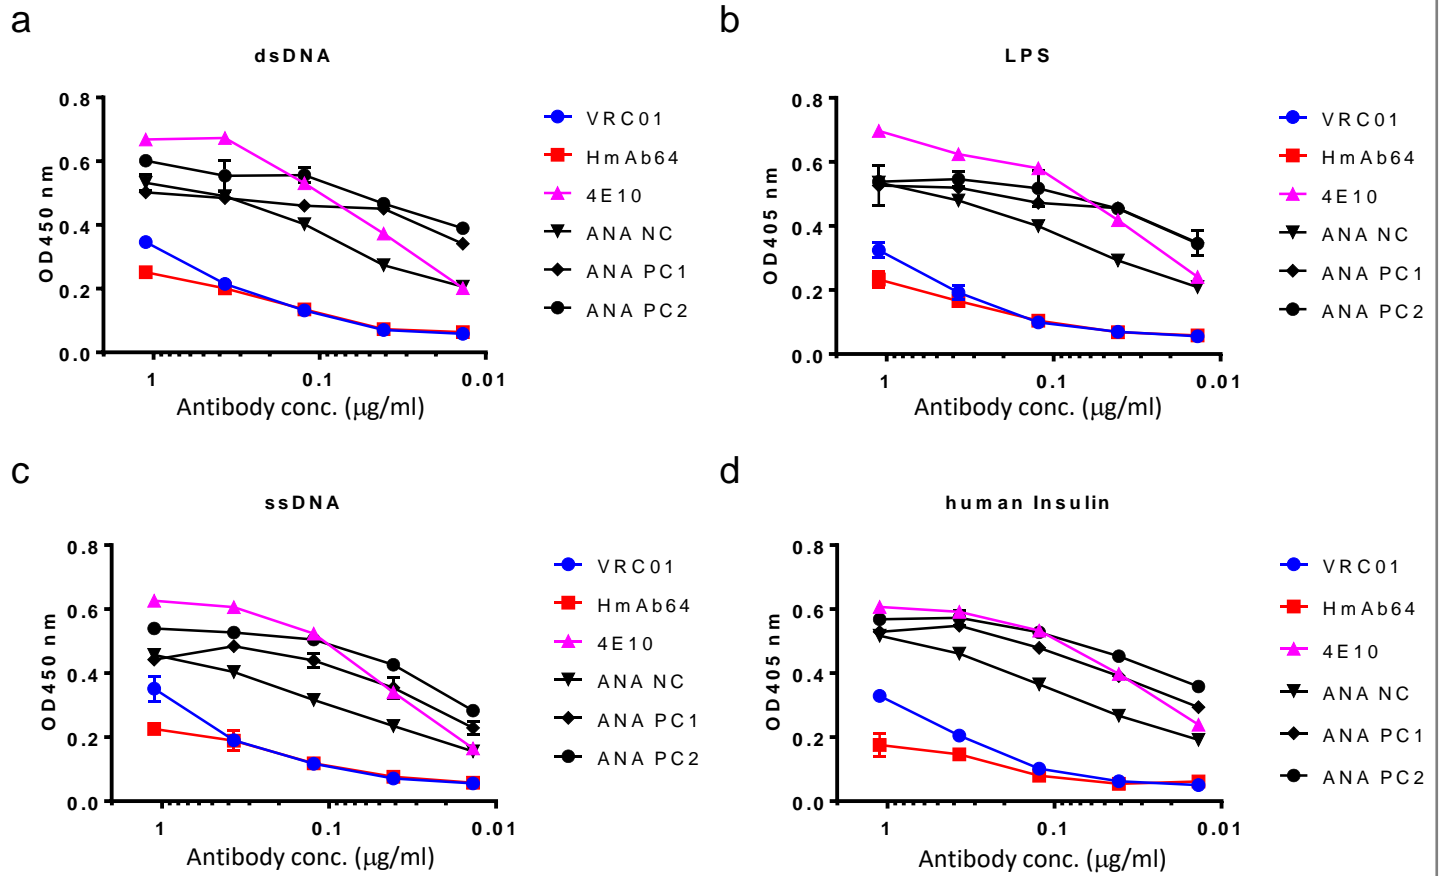 a
dsDNA
OD450 nm
0.8
0.6
0.4
0.2
0.0
1
0.1
0.01
Antibody conc. (μg/ml)
VRC01
HmAb64
4E10
ANA NC
ANA PC1
ANA PC2
b
LPS
OD405 nm
0.8
0.6
0.4
0.2
0.0
1
0.1
0.01
Antibody conc. (μg/ml)
VRC01
HmAb64
4E10
ANA NC
ANA PC1
ANA PC2
c
ssDNA
OD450 nm
0.8
0.6
0.4
0.2
0.0
1
0.1
0.01
Antibody conc. (μg/ml)
VRC01
HmAb64
4E10
ANA NC
ANA PC1
ANA PC2
d
human Insulin
OD405 nm
0.8
0.6
0.4
0.2
0.0
1
0.1
0.01
Antibody conc. (μg/ml)
VRC01
HmAb64
4E10
ANA NC
ANA PC1
ANA PC2